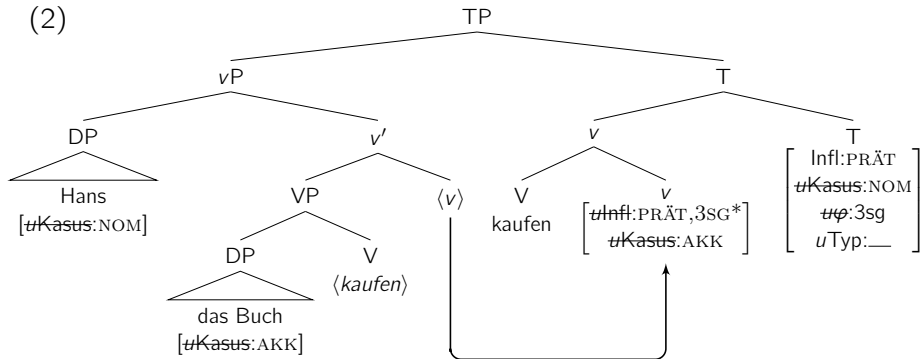 (2)
TP
vP T
DP v′ v T
Hans VP ⟨v⟩ V v Infl:PRÄT
[uKasus:NOM] kaufen uInfl:PRÄT,3SG* uKasus:NOM
DP V uKasus:AKK uφ:3sg
⟨kaufen⟩ uTyp:__
das Buch
[uKasus:AKK]